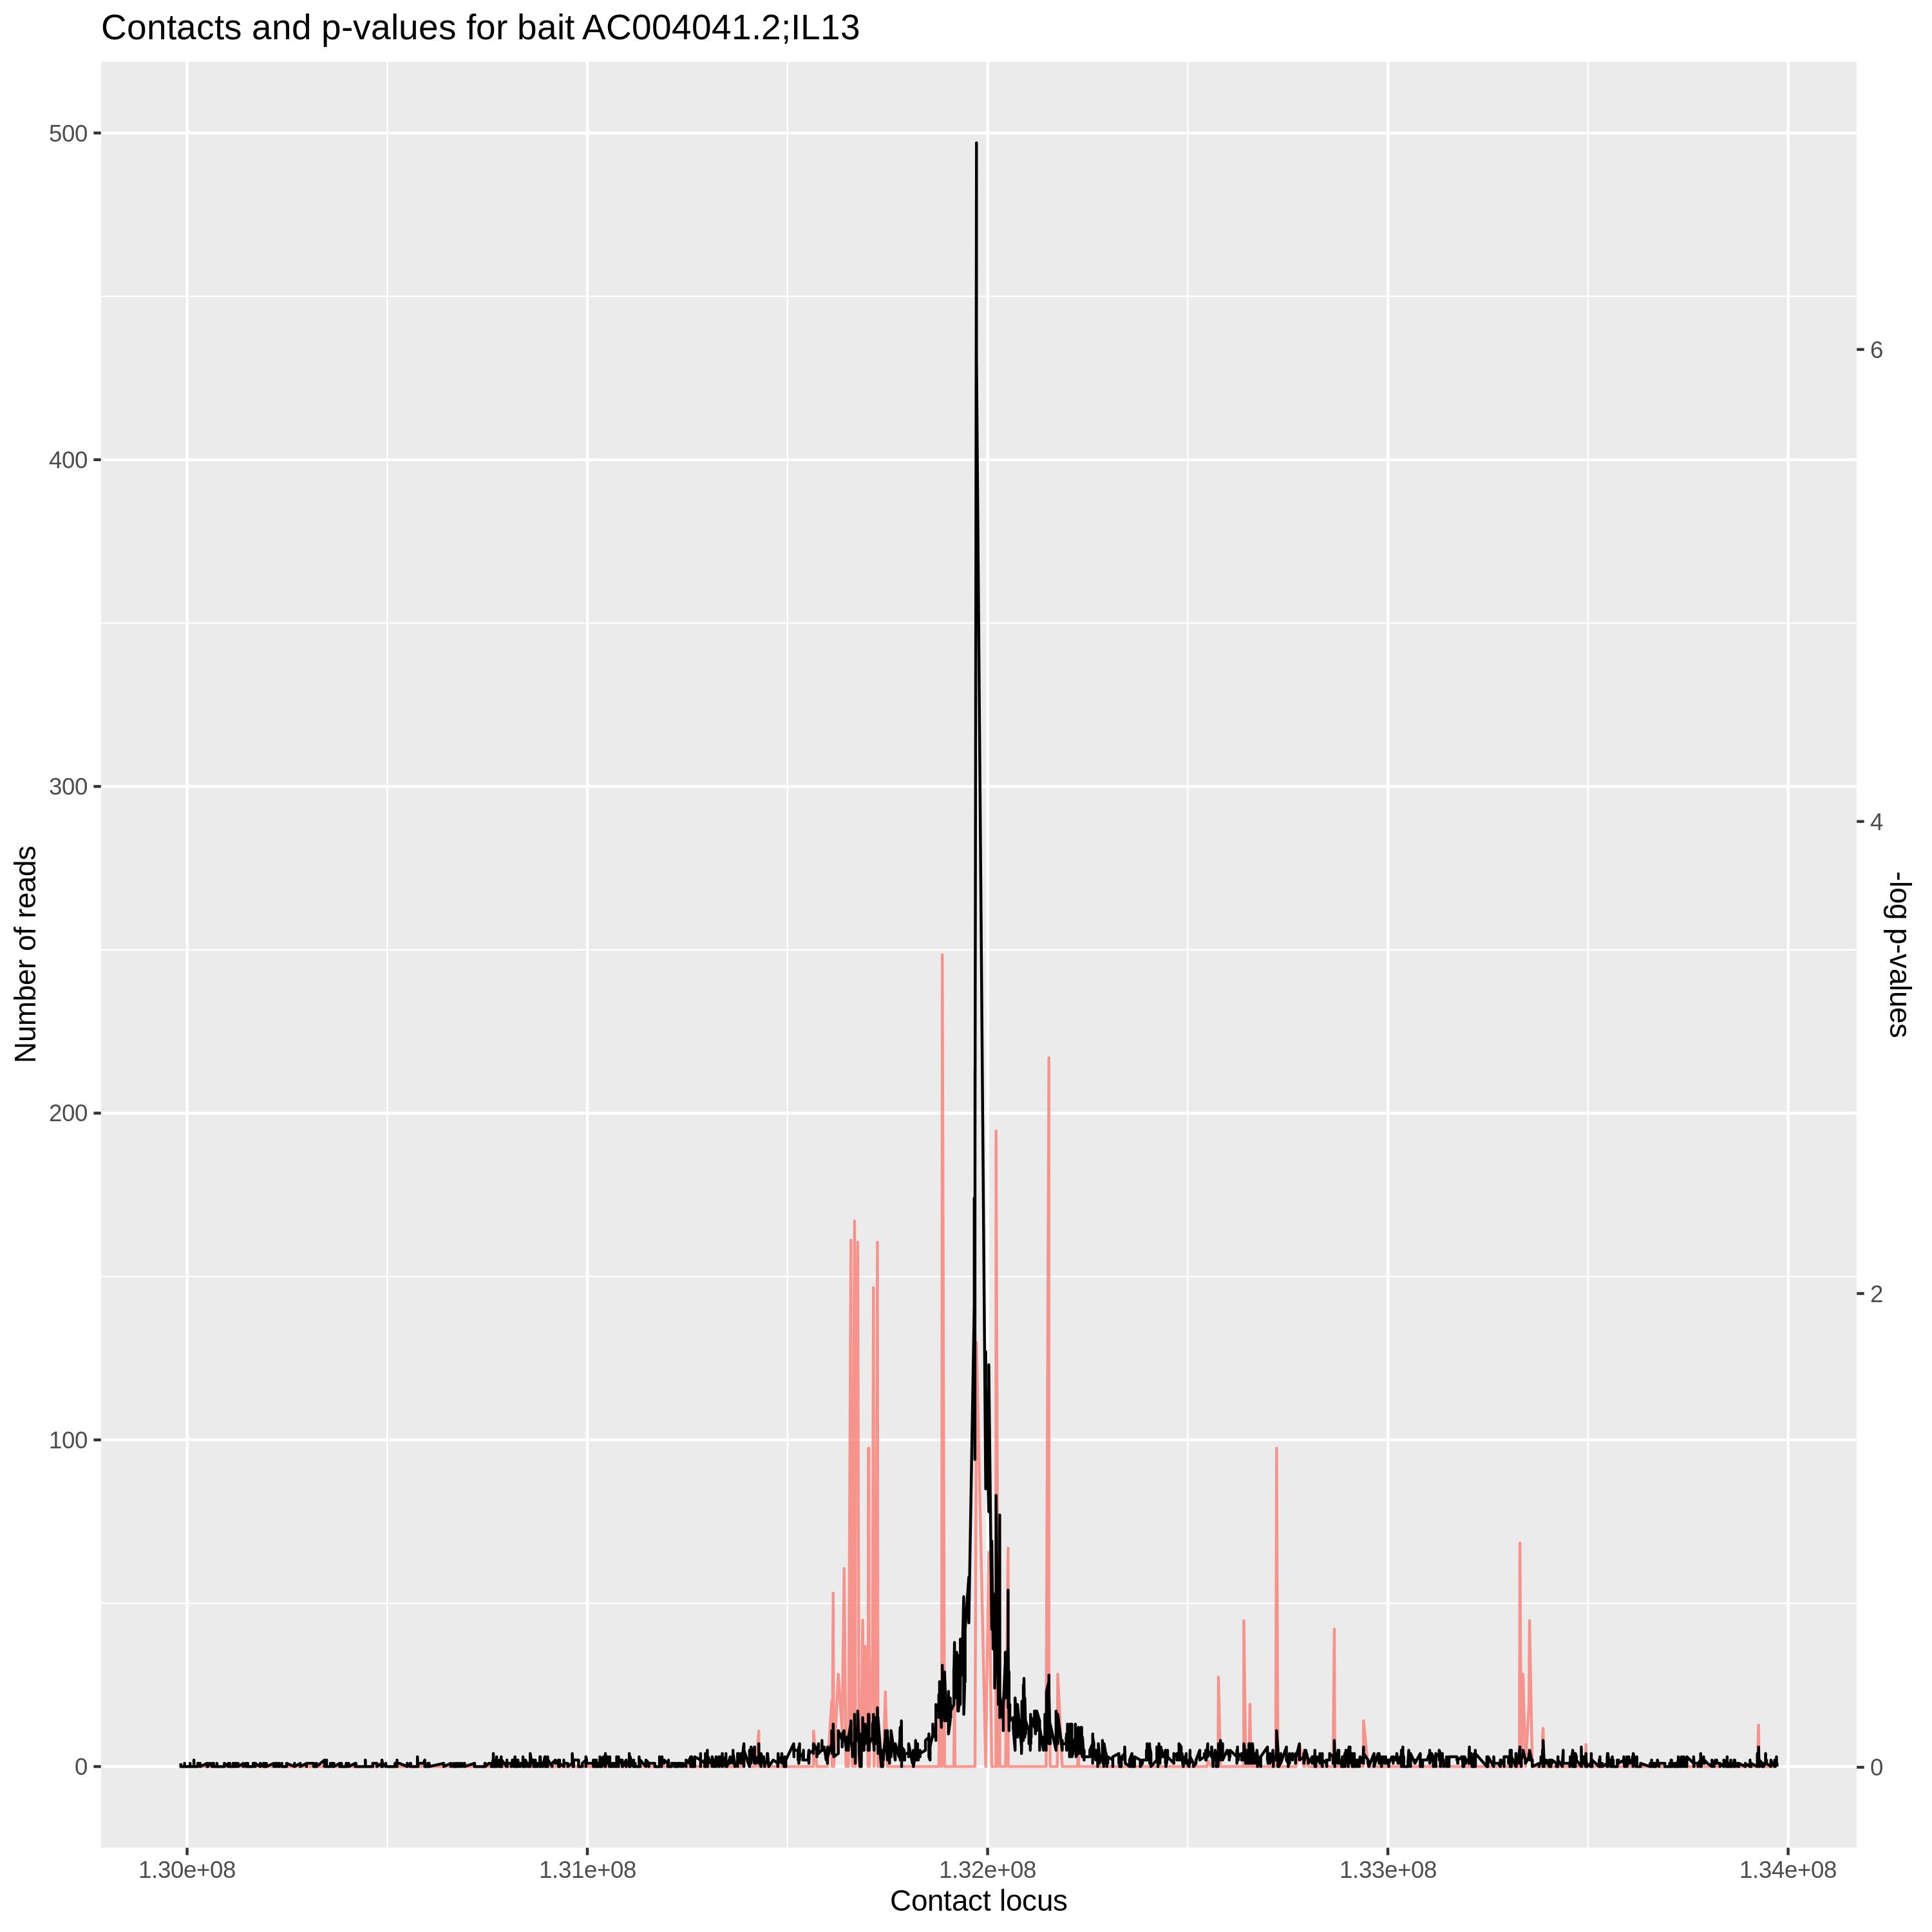 Contacts and p-values for bait AC004041.2;IL13
500
400
300
200
100
0
Number of reads
6
4
2
0
-log p-values
1.30e+08
1.31e+08
1.32e+08
1.33e+08
1.34e+08
Contact locus